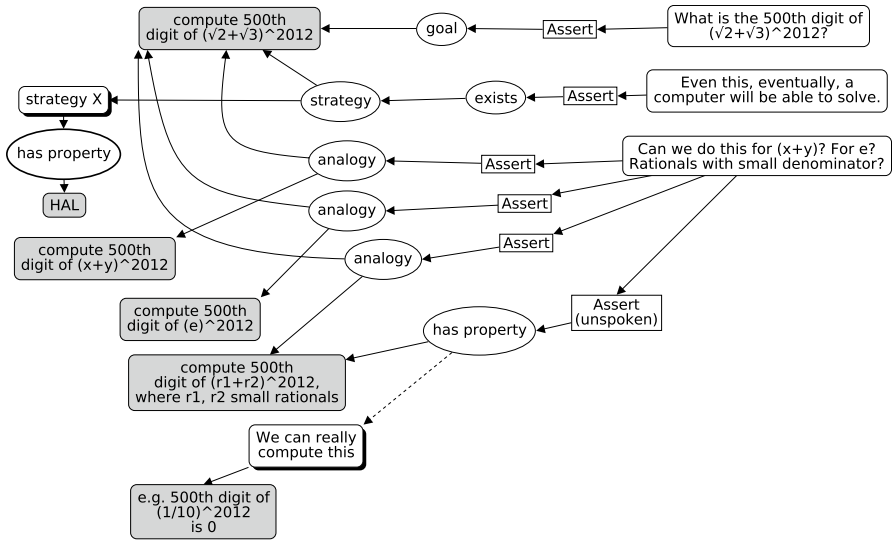 compute 500th
digit of (√2+√3)^2012
goal
Assert
What is the 500th digit of
(√2+√3)^2012?
strategy X
strategy
exists
Assert
Even this, eventually, a
computer will be able to solve.
has property
HAL
analogy
Assert
Can we do this for (x+y)? For e?
Rationals with small denominator?
analogy
Assert
compute 500th
digit of (x+y)^2012
analogy
Assert
compute 500th
digit of (e)^2012
has property
Assert
(unspoken)
compute 500th
digit of (r1+r2)^2012,
where r1, r2 small rationals
We can really
compute this
e.g. 500th digit of
(1/10)^2012
is 0